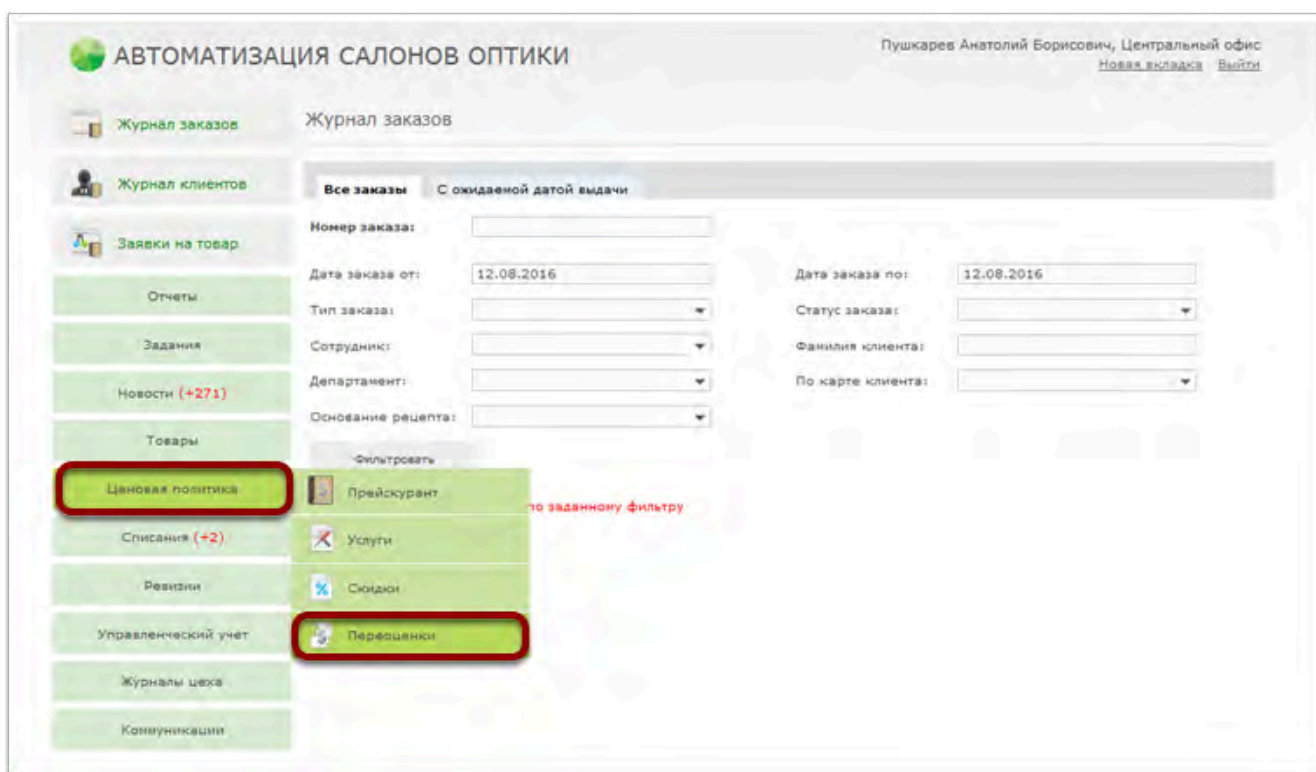 АВТОМАТИЗАЦИЯ САЛОНОВ ОПТИКИ
Пушкарев Анатолий Борисович, Центральный офис
Новая вкладка Выйти
Журнал заказов
Журнал клиентов
Заявки на товар
Отчеты
Задания
Новости (+271)
Товары
Ценовая политика
Списания (+2)
Ревизии
Управленческий учет
Журналы цеха
Коммуникации
Журнал заказов
Все заказы С ожидаемой датой выдачи
Номер заказа:
Дата заказа от: 12.08.2016 Дата заказа по: 12.08.2016
Тип заказа: Статус заказа:
Сотрудник: Фамилия клиента:
Департамент: По карте клиента:
Основание рецепта:
Фильтровать
по заданному фильтру
Прейскурант
Услуги
Скидки
Переоценки